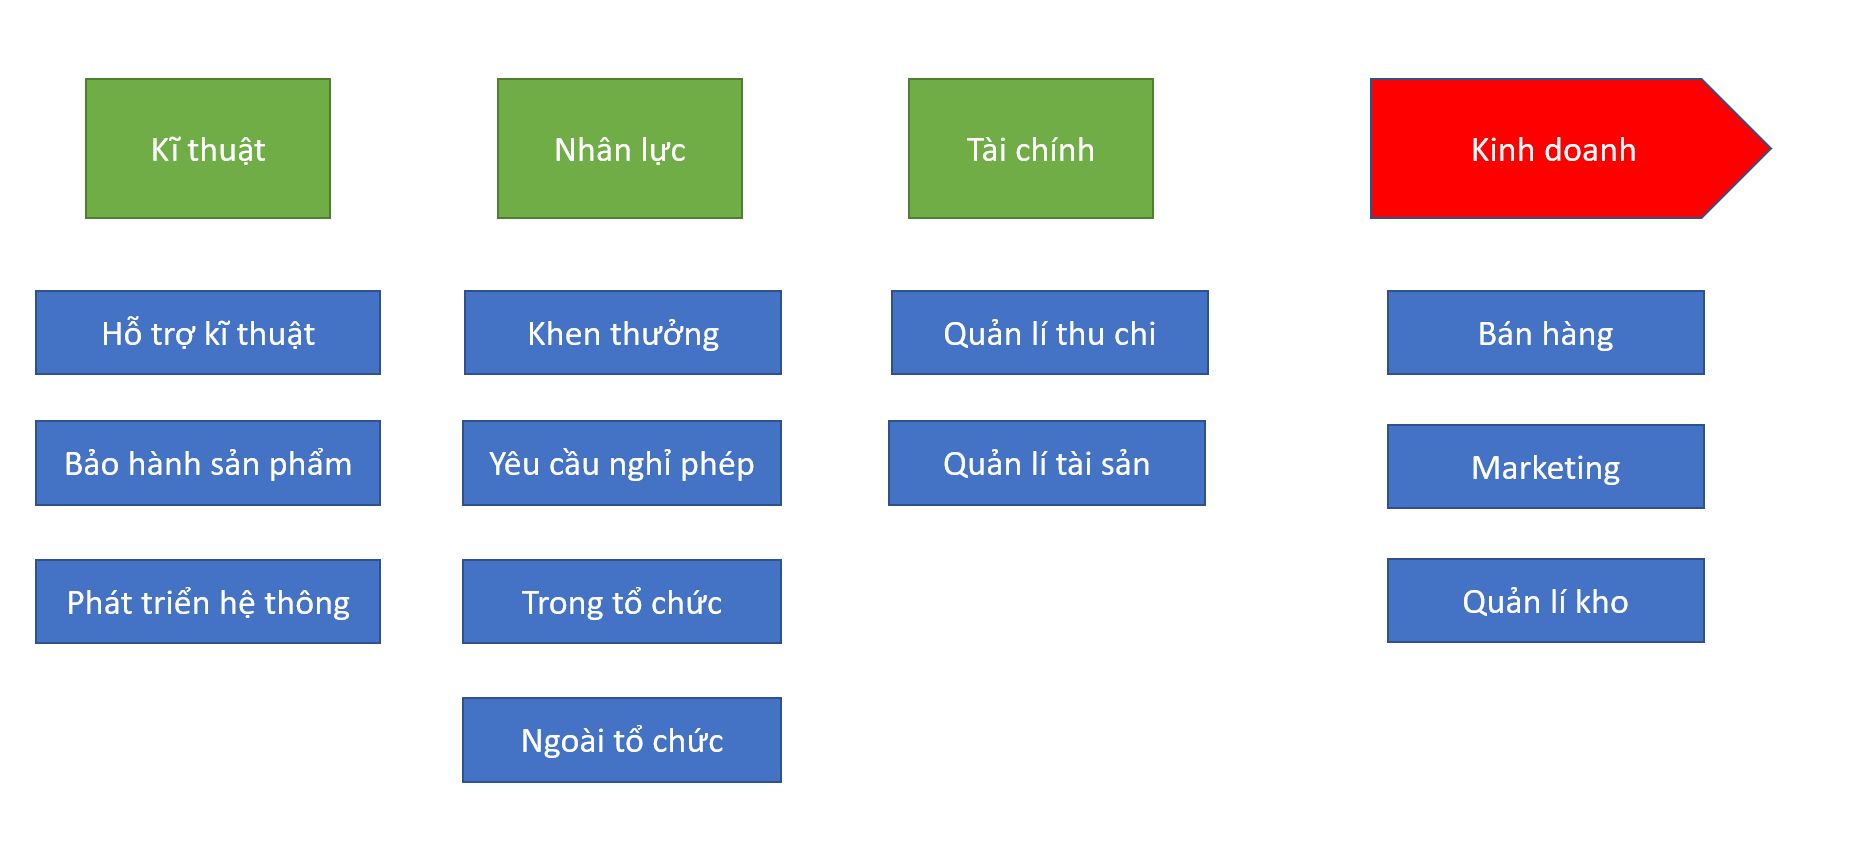 Kĩ thuật
Nhân lực
Tài chính
Kinh doanh
Hỗ trợ kĩ thuật
Khen thưởng
Quản lí thu chi
Bán hàng
Bảo hành sản phẩm
Yêu cầu nghỉ phép
Quản lí tài sản
Marketing
Phát triển hệ thông
Trong tổ chức
Quản lí kho
Ngoài tổ chức